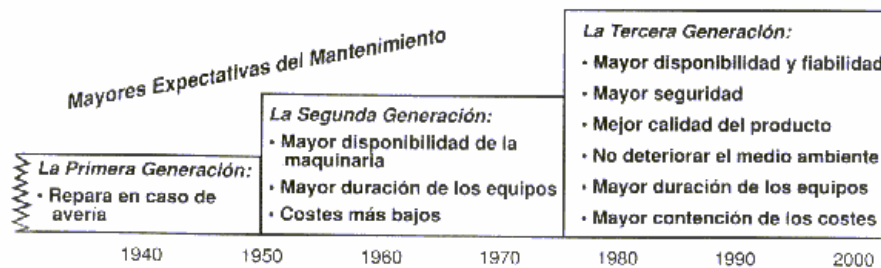 Mayores Expectativas del Mantenimiento
La Primera Generación:
· Repara en caso de
avería
La Segunda Generación:
· Mayor disponibilidad de la
maquinaria
· Mayor duración de los equipos
· Costes más bajos
La Tercera Generación:
· Mayor disponibilidad y fiabilidad
· Mayor seguridad
· Mejor calidad del producto
· No deteriorar el medio ambiente
· Mayor duración de los equipos
· Mayor contención de los costes
1940 1950 1960 1970 1980 1990 2000